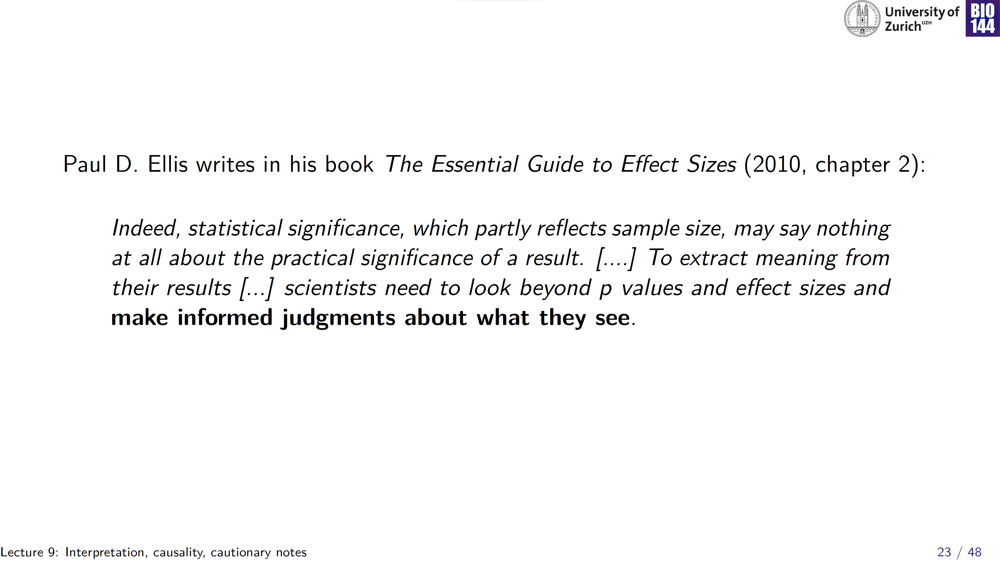 University of
Zurich UZH
BIO
144
Paul D. Ellis writes in his book The Essential Guide to Effect Sizes (2010, chapter 2):
Indeed, statistical significance, which partly reflects sample size, may say nothing
at all about the practical significance of a result. [....] To extract meaning from
their results [...] scientists need to look beyond p values and effect sizes and
make informed judgments about what they see.
Lecture 9: Interpretation, causality, cautionary notes
23 / 48